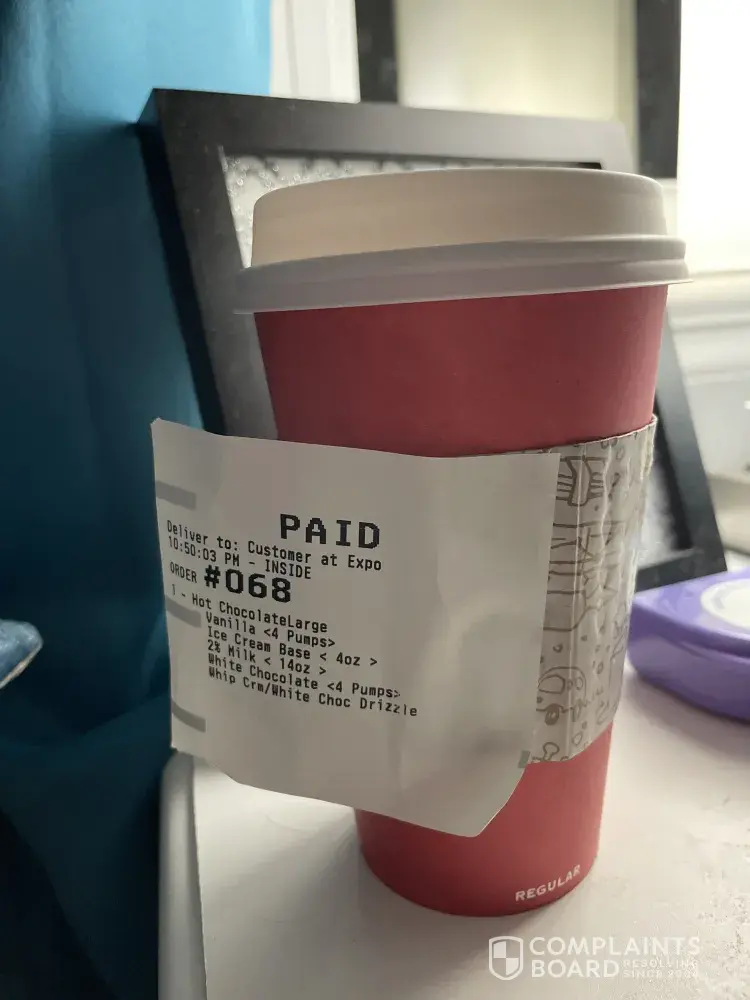 PAID
Deliver to: Customer at Expo
10:50:03 PM - INSIDE
ORDER #068
1 - Hot ChocolateLarge
Vanilla <4 Pumps>
Ice Cream Base < 4oz >
2% Milk < 14oz >
White Chocolate <4 Pumps>
Whip Crm/White Choc Drizzle
REGULAR
COMPLAINTS
BOARD RESOLVING
SINCE 2004